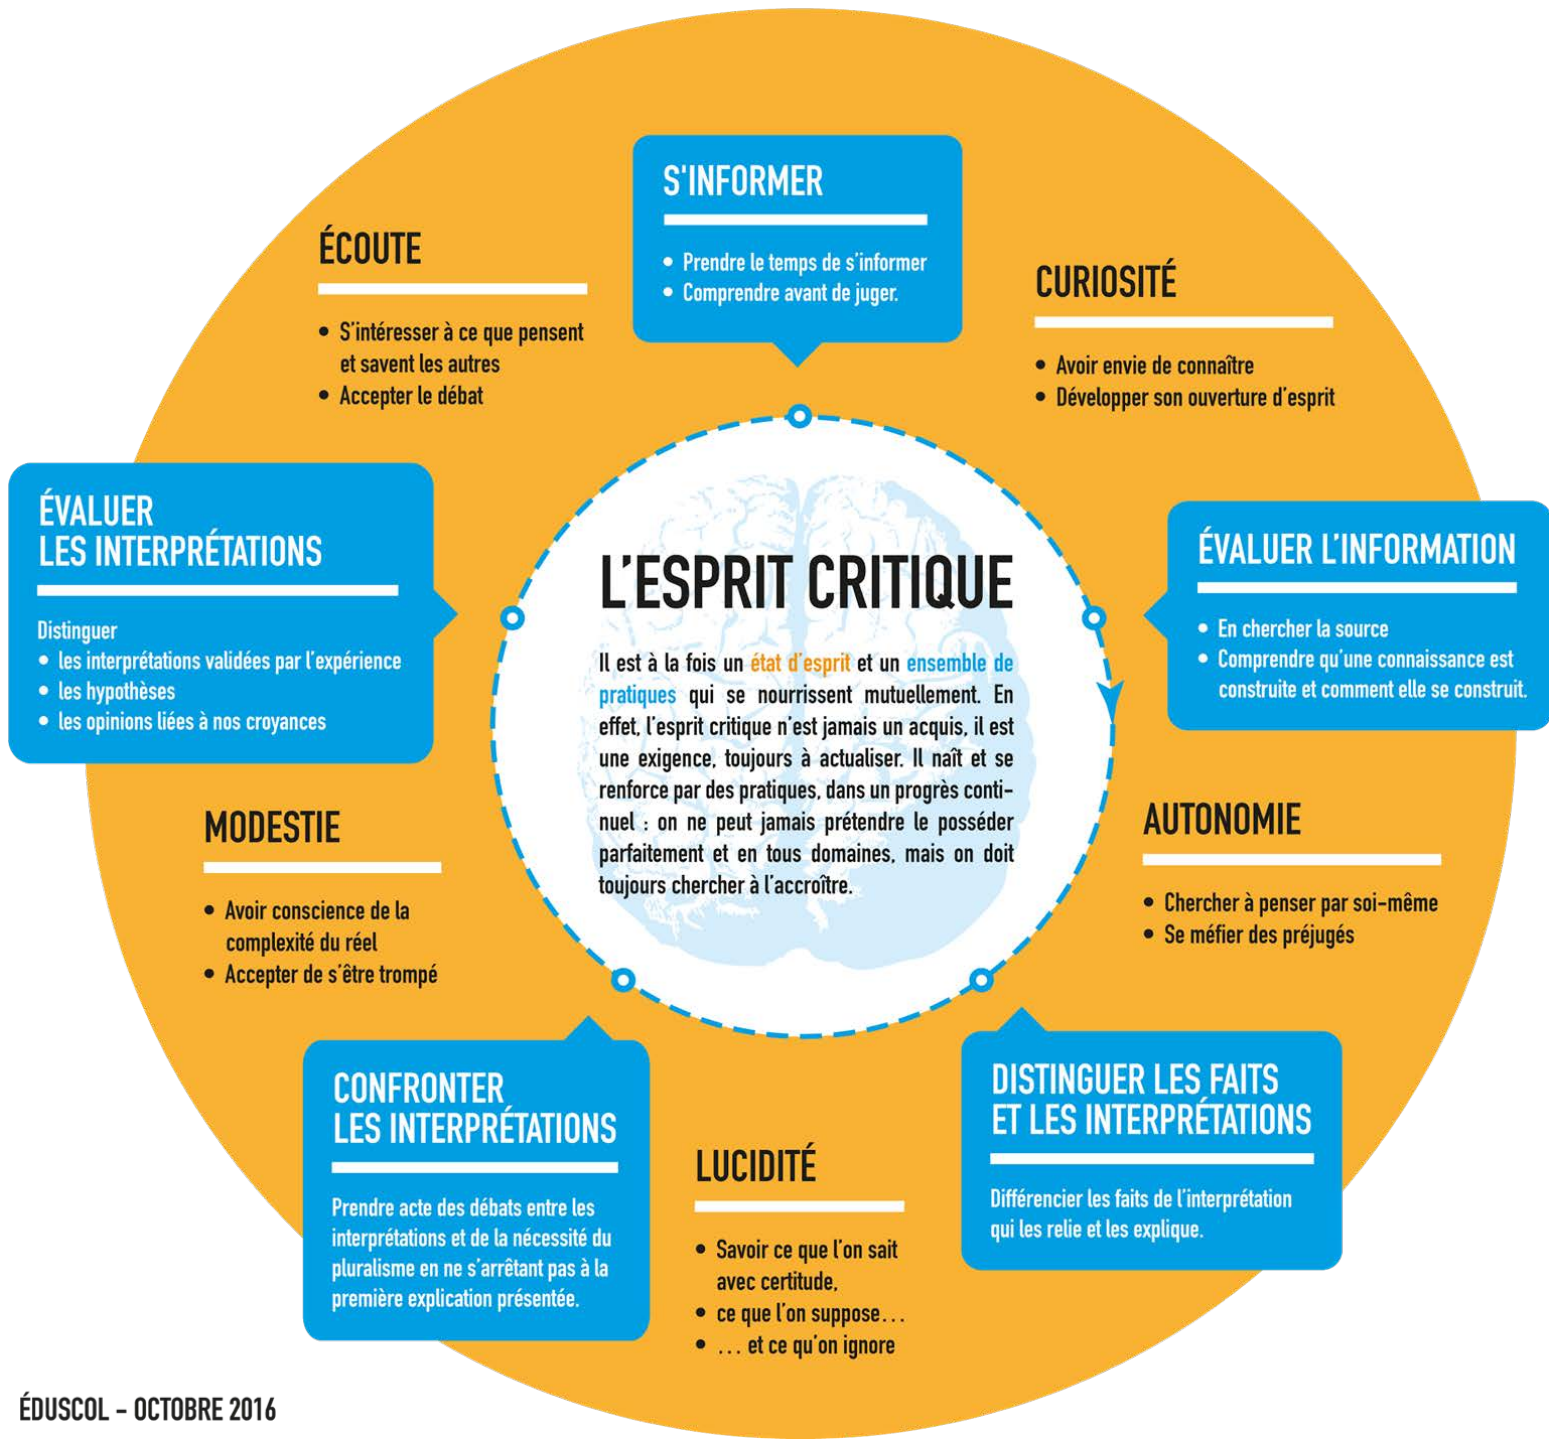 S'INFORMER
• Prendre le temps de s'informer
• Comprendre avant de juger.
CURIOSITÉ
• Avoir envie de connaître
• Développer son ouverture d'esprit
ÉVALUER L'INFORMATION
• En chercher la source
• Comprendre qu'une connaissance est
construite et comment elle se construit.
AUTONOMIE
• Chercher à penser par soi-même
• Se méfier des préjugés
DISTINGUER LES FAITS
ET LES INTERPRÉTATIONS
Différencier les faits de l'interprétation
qui les relie et les explique.
LUCIDITÉ
• Savoir ce que l'on sait
avec certitude,
• ce que l'on suppose...
• ... et ce qu'on ignore
CONFRONTER
LES INTERPRÉTATIONS
Prendre acte des débats entre les
interprétations et de la nécessité du
pluralisme en ne s'arrêtant pas à la
première explication présentée.
MODESTIE
• Avoir conscience de la
complexité du réel
• Accepter de s'être trompé
ÉVALUER
LES INTERPRÉTATIONS
Distinguer
• les interprétations validées par l'expérience
• les hypothèses
• les opinions liées à nos croyances
ÉCOUTE
• S'intéresser à ce que pensent
et savent les autres
• Accepter le débat
L'ESPRIT CRITIQUE
Il est à la fois un état d'esprit et un ensemble de
pratiques qui se nourrissent mutuellement. En
effet, l'esprit critique n'est jamais un acquis, il est
une exigence, toujours à actualiser. Il naît et se
renforce par des pratiques, dans un progrès conti-
nuel : on ne peut jamais prétendre le posséder
parfaitement et en tous domaines, mais on doit
toujours chercher à l'accroître.
ÉDUSCOL - OCTOBRE 2016